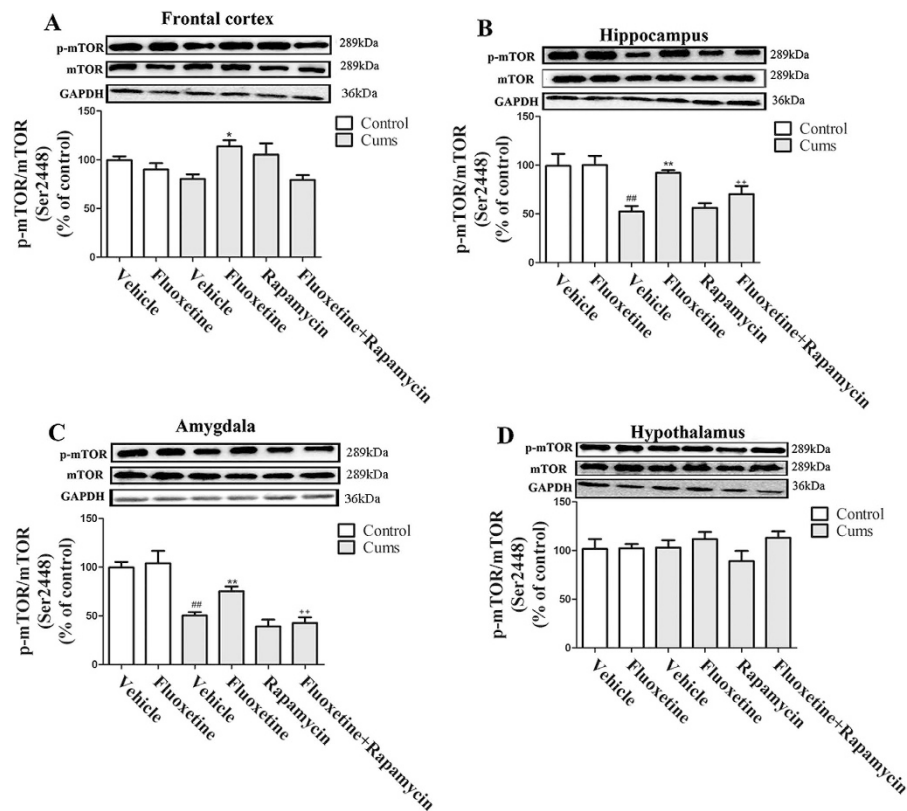 A
Frontal cortex
p-mTOR
289kDa
mTOR
289kDa
GAPDH
36kDa
p-mTOR/mTOR
(Ser2448)
(% of control)
150
100
50
0
*
Control
Cums
Vehicle
Fluoxetine
Vehicle
Fluoxetine
Rapamycin
Fluoxetine+Rapamycin
B
Hippocampus
p-mTOR
289kDa
mTOR
289kDa
GAPDH
36kDa
p-mTOR/mTOR
(Ser2448)
(% of control)
150
100
50
0
##
**
++
Control
Cums
Vehicle
Fluoxetine
Vehicle
Fluoxetine
Rapamycin
Fluoxetine+Rapamycin
C
Amygdala
p-mTOR
289kDa
mTOR
289kDa
GAPDH
36kDa
p-mTOR/mTOR
(Ser2448)
(% of control)
150
100
50
0
##
**
++
Control
Cums
Vehicle
Fluoxetine
Vehicle
Fluoxetine
Rapamycin
Fluoxetine+Rapamycin
D
Hypothalamus
p-mTOR
289kDa
mTOR
289kDa
GAPDH
36kDa
p-mTOR/mTOR
(Ser2448)
(% of control)
150
100
50
0
Control
Cums
Vehicle
Fluoxetine
Vehicle
Fluoxetine
Rapamycin
Fluoxetine+Rapamycin